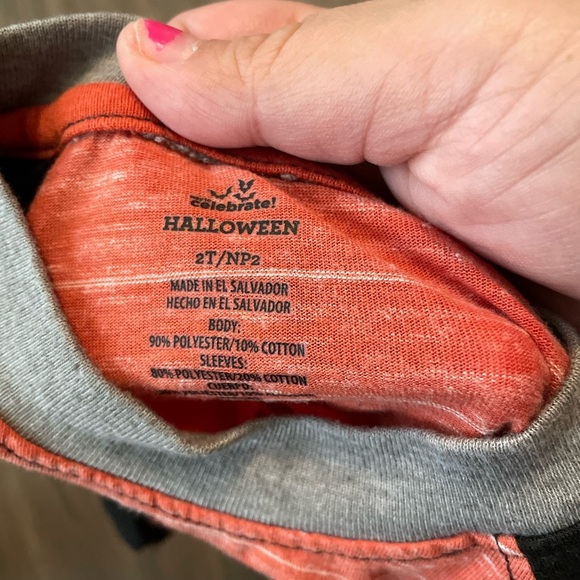 celebrate!
HALLOWEEN
2T/NP2
MADE IN EL SALVADOR
HECHO EN EL SALVADOR
BODY:
90% POLYESTER/10% COTTON
SLEEVES:
80% POLYESTER/20% COTTON
CUERPO: